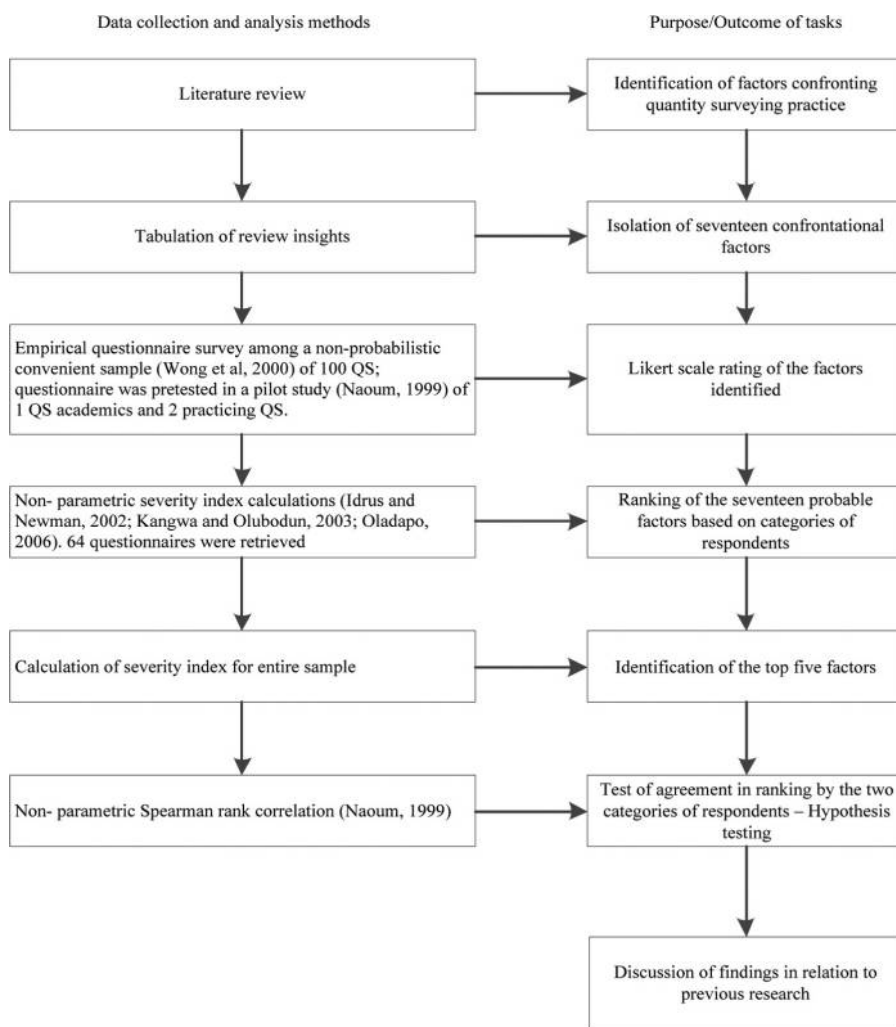 Data collection and analysis methods
Purpose/Outcome of tasks
Literature review
Identification of factors confronting
quantity surveying practice
Tabulation of review insights
Isolation of seventeen confrontational
factors
Empirical questionnaire survey among a non-probabilistic
convenient sample (Wong et al, 2000) of 100 QS;
questionnaire was pretested in a pilot study (Naoum, 1999) of
1 QS academics and 2 practicing QS.
Likert scale rating of the factors
identified
Non- parametric severity index calculations (Idrus and
Newman, 2002; Kangwa and Olubodun, 2003; Oladapo,
2006). 64 questionnaires were retrieved
Ranking of the seventeen probable
factors based on categories of
respondents
Calculation of severity index for entire sample
Identification of the top five factors
Non- parametric Spearman rank correlation (Naoum, 1999)
Test of agreement in ranking by the two
categories of respondents – Hypothesis
testing
Discussion of findings in relation to
previous research